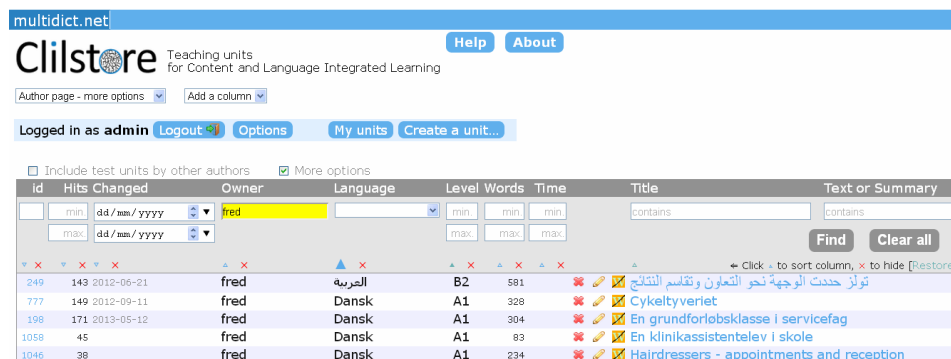 multidict.net
Clilstore Teaching units for Content and Language Integrated Learning
Help About
Author page - more options Add a column
Logged in as admin Logout Options My units Create a unit...
Include test units by other authors More options
id Hits Changed Owner Language Level Words Time Title Text or Summary
min. dd/mm/yyyy fred min. min. min. contains contains
max. dd/mm/yyyy max. max. max. Find Clear all
Click to sort column, × to hide [Restore
249 143 2012-06-21 fred العربية B2 581 تولز حددت الوجهة نحو التعاون وتقاسم النتائج
777 149 2012-09-11 fred Dansk A1 328 Cykeltyveriet
198 171 2013-05-12 fred Dansk A1 304 En grundforløbsklasse i servicefag
1058 45 fred Dansk A1 83 En klinikassistentelev i skole
1046 38 fred Dansk A1 234 Hairdressers - appointments and reception